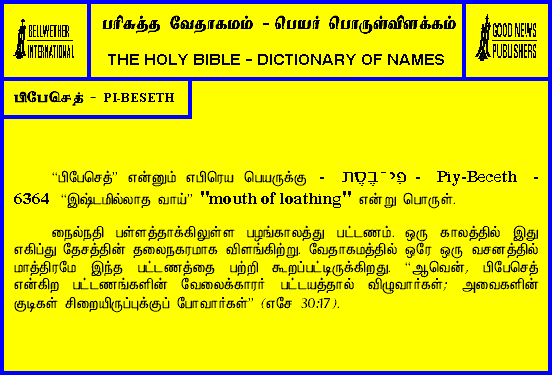 BELLWETHER
INTERNATIONAL
பரிசுத்த வேதாகமம் - பெயர் பொருள்விளக்கம்
THE HOLY BIBLE - DICTIONARY OF NAMES
GOOD NEWS
PUBLISHERS
பிபேசெத் - PI-BESETH
“பிபேசெத்” என்னும் எபிரெய பெயருக்கு - פִּי־בֶסֶת - Piy-Beceth -
6364 “இஷ்டமில்லாத வாய்” "mouth of loathing" என்று பொருள்.
நைல்நதி பள்ளத்தாக்கிலுள்ள பழங்காலத்து பட்டணம். ஒரு காலத்தில் இது
எகிப்து தேசத்தின் தலைநகரமாக விளங்கிற்று. வேதாகமத்தில் ஒரே ஒரு வசனத்தில்
மாத்திரமே இந்த பட்டணத்தை பற்றி கூறப்பட்டிருக்கிறது. “ஆவென், பிபேசெத்
என்கிற பட்டணங்களின் வேலைக்காரர் பட்டயத்தால் விழுவார்கள்; அவைகளின்
குடிகள் சிறையிருப்புக்குப் போவார்கள்” (எசே 30:17).